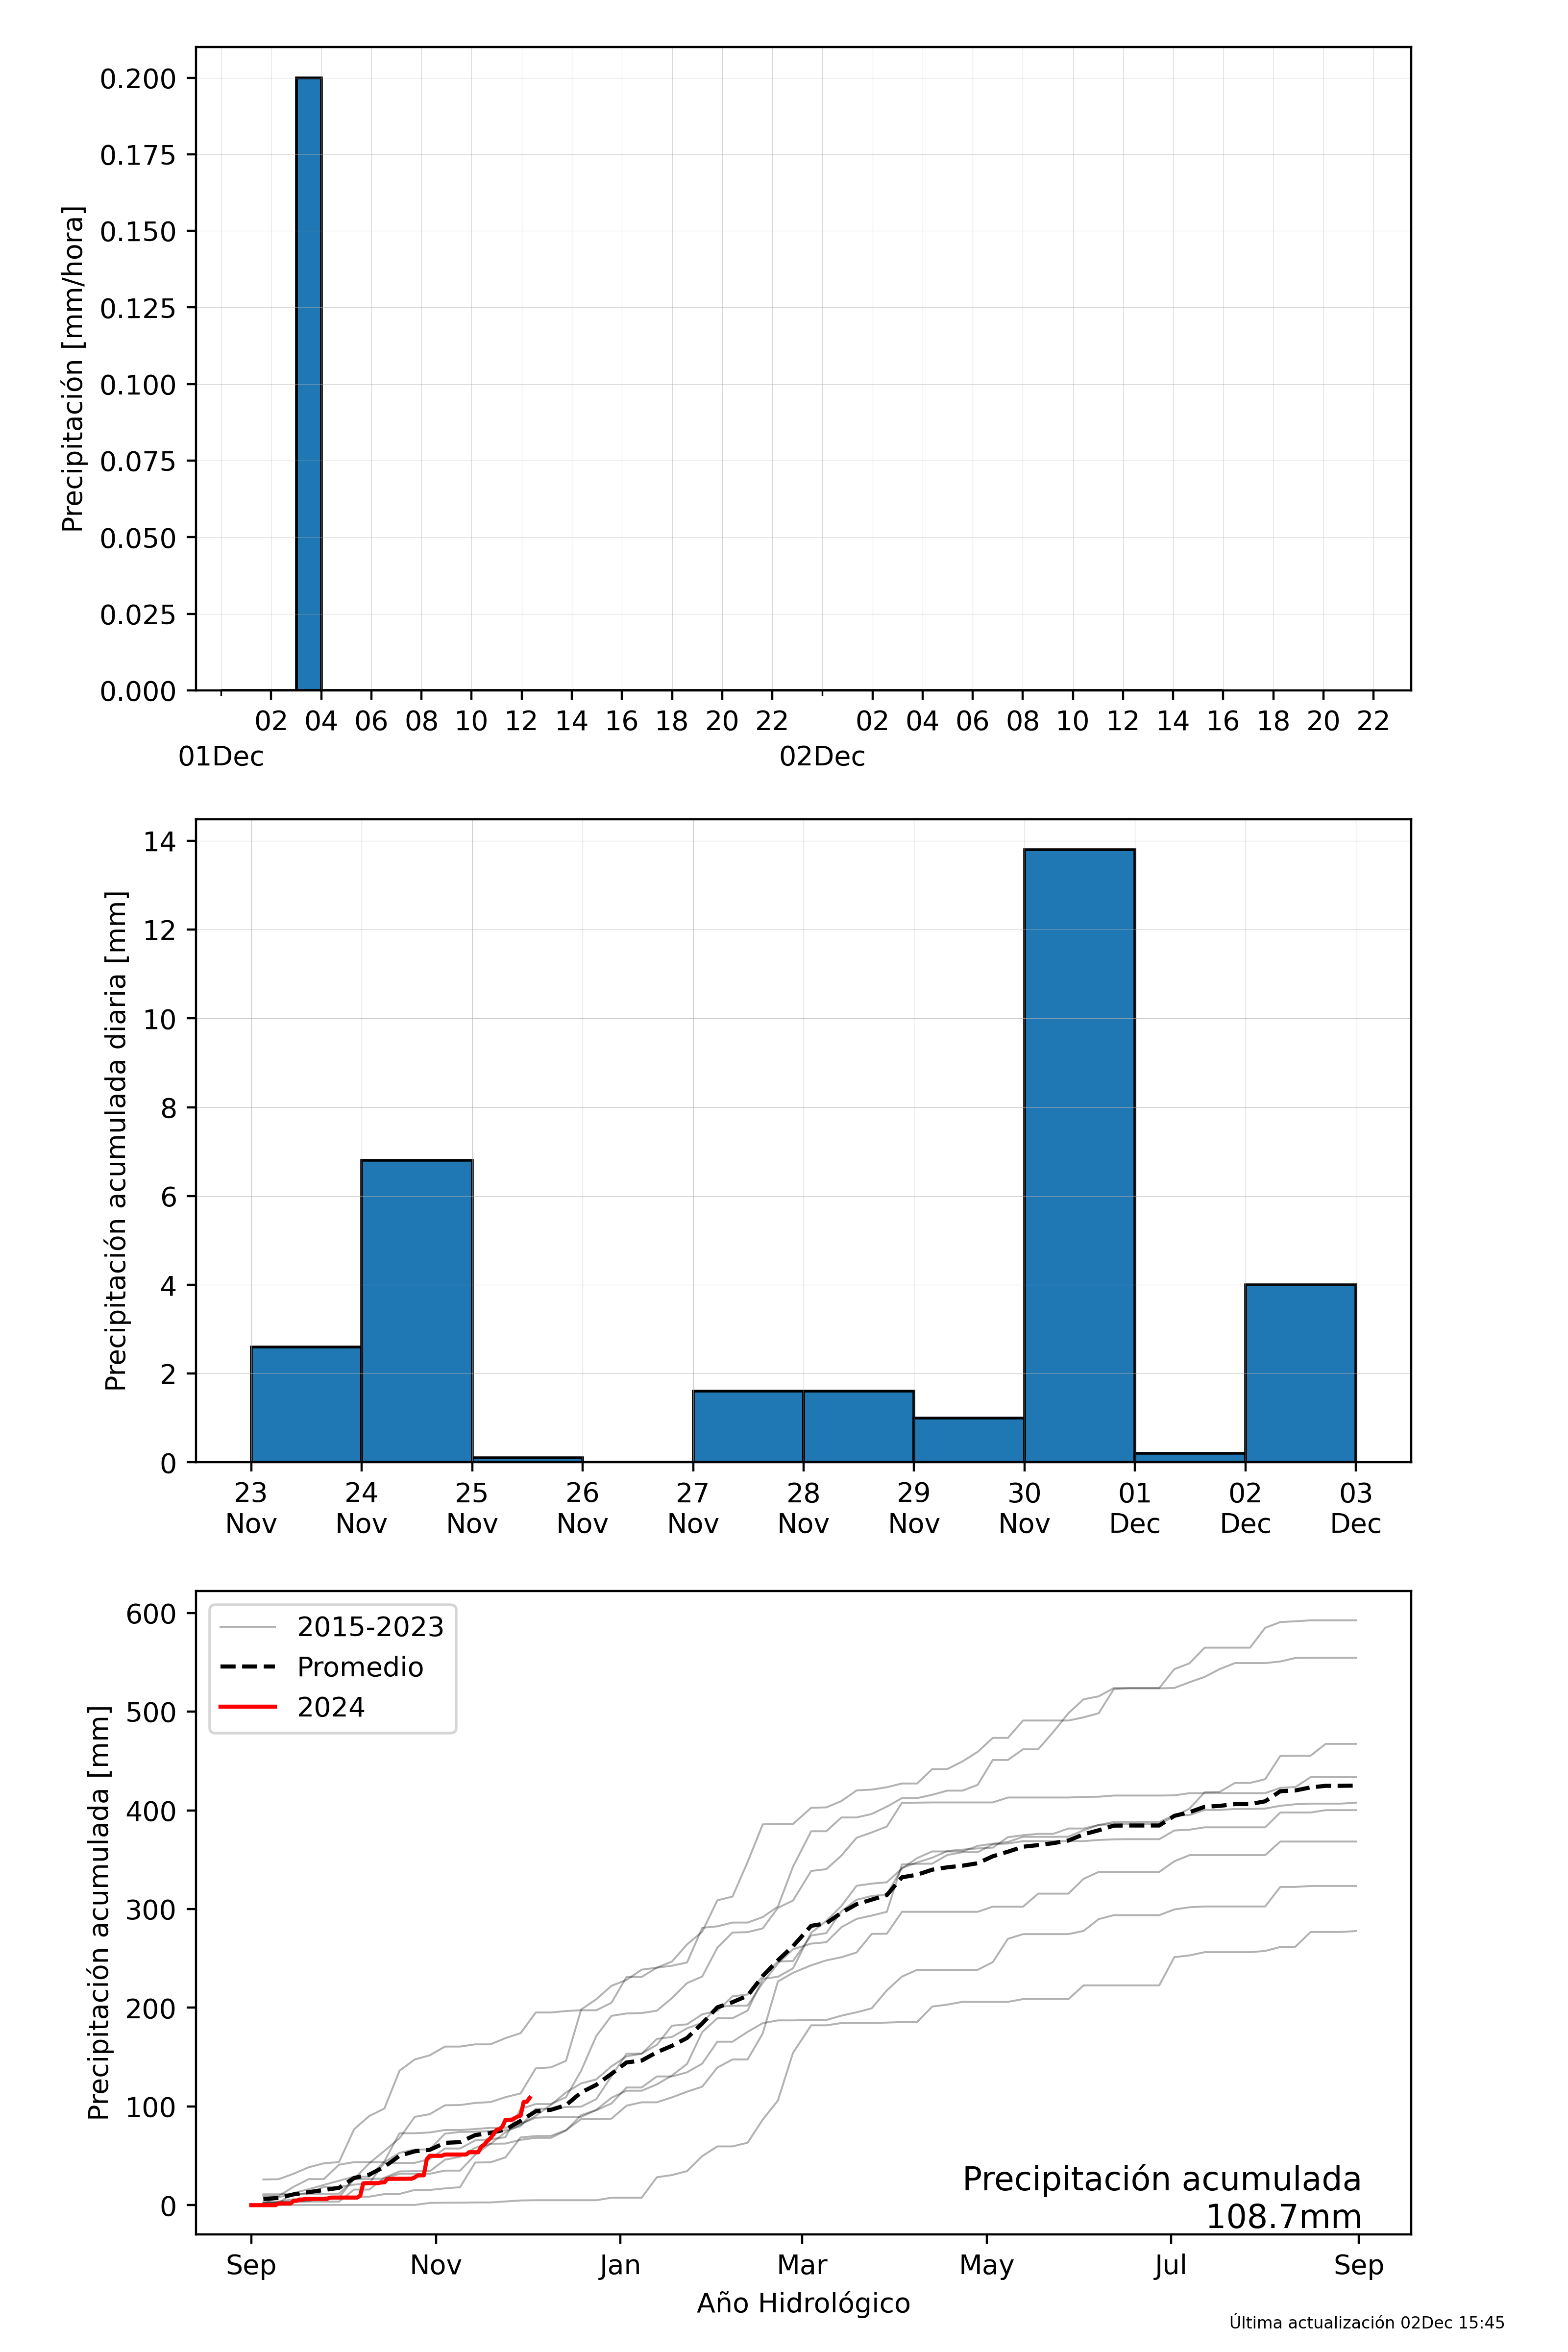 0.200
0.175
0.150
0.125
0.100
0.075
0.050
0.025
0.000
Precipitación [mm/hora]
02 04 06 08 10 12 14 16 18 20 22 02 04 06 08 10 12 14 16 18 20 22
01Dec 02Dec
14
12
10
8
6
4
2
0
Precipitación acumulada diaria [mm]
23 24 25 26 27 28 29 30 01 02 03
Nov Nov Nov Nov Nov Nov Nov Nov Dec Dec Dec
600
500
400
300
200
100
0
Precipitación acumulada [mm]
2015-2023
Promedio
2024
Precipitación acumulada
108.7mm
Sep Nov Jan Mar May Jul Sep
Año Hidrológico
Última actualización 02Dec 15:45